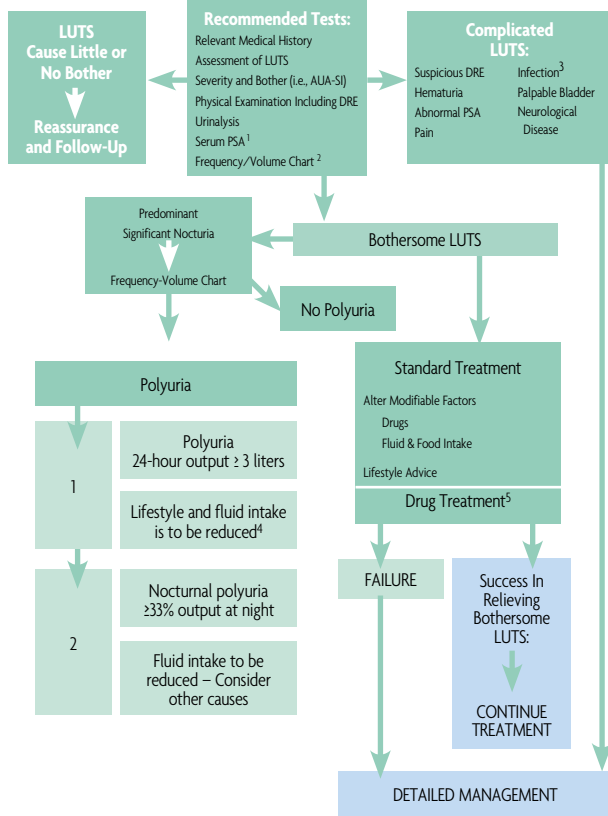 LUTS
Cause Little or
No Bother
Reassurance
and Follow-Up
Recommended Tests:
Relevant Medical History
Assessment of LUTS
Severity and Bother (i.e., AUA-SI)
Physical Examination Including DRE
Urinalysis
Serum PSA 1
Frequency/Volume Chart 2
Complicated
LUTS:
Suspicious DRE
Hematuria
Abnormal PSA
Pain
Infection3
Palpable Bladder
Neurological
Disease
Predominant
Significant Nocturia
Frequency-Volume Chart
Bothersome LUTS
No Polyuria
Polyuria
1
Polyuria
24-hour output ≥ 3 liters
Lifestyle and fluid intake
is to be reduced4
2
Nocturnal polyuria
≥33% output at night
Fluid intake to be
reduced – Consider
other causes
Standard Treatment
Alter Modifiable Factors
Drugs
Fluid & Food Intake
Lifestyle Advice
Drug Treatment5
FAILURE
Success In
Relieving
Bothersome
LUTS:
CONTINUE
TREATMENT
DETAILED MANAGEMENT